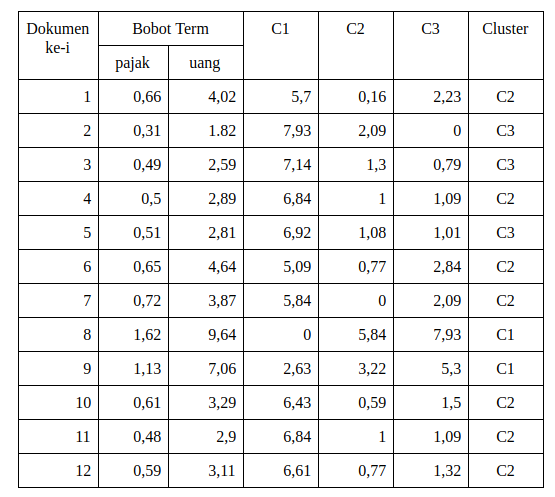 Dokumen ke-i Bobot Term C1 C2 C3 Cluster
pajak uang
1 0,66 4,02 5,7 0,16 2,23 C2
2 0,31 1.82 7,93 2,09 0 C3
3 0,49 2,59 7,14 1,3 0,79 C3
4 0,5 2,89 6,84 1 1,09 C2
5 0,51 2,81 6,92 1,08 1,01 C3
6 0,65 4,64 5,09 0,77 2,84 C2
7 0,72 3,87 5,84 0 2,09 C2
8 1,62 9,64 0 5,84 7,93 C1
9 1,13 7,06 2,63 3,22 5,3 C1
10 0,61 3,29 6,43 0,59 1,5 C2
11 0,48 2,9 6,84 1 1,09 C2
12 0,59 3,11 6,61 0,77 1,32 C2